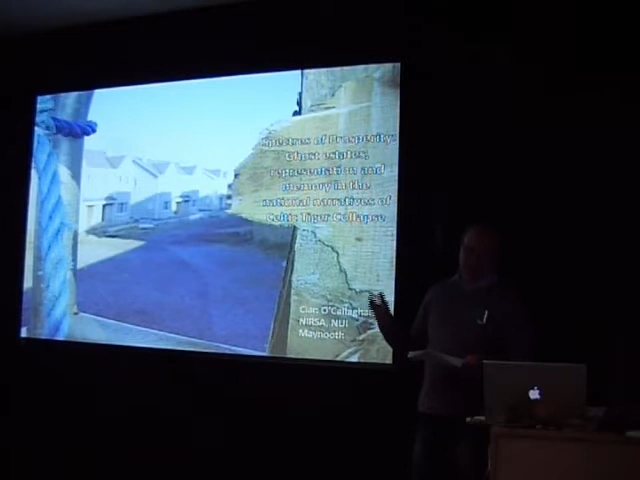 Spectres of Prosperity:
Ghost estates,
representation and
memory in the
national narratives of
Celtic Tiger Collapse
Cian O'Callaghan
NIRSA, NUI
Maynooth